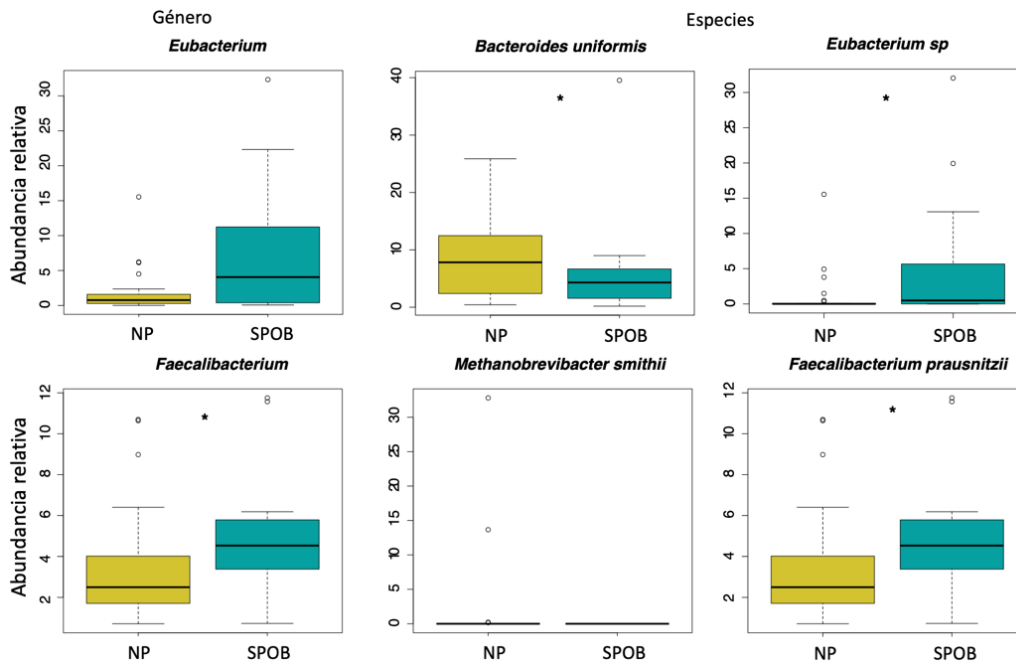 Género
Especies
Eubacterium
Bacteroides uniformis
Eubacterium sp
Abundancia relativa
0 5 10 15 20 25 30
0 10 20 30 40
*
0 5 10 15 20 25 30
*
NP SPOB
NP SPOB
NP SPOB
Faecalibacterium
Methanobrevibacter smithii
Faecalibacterium prausnitzii
Abundancia relativa
2 4 6 8 10 12
*
0 5 10 15 20 25 30
2 4 6 8 10 12
*
NP SPOB
NP SPOB
NP SPOB